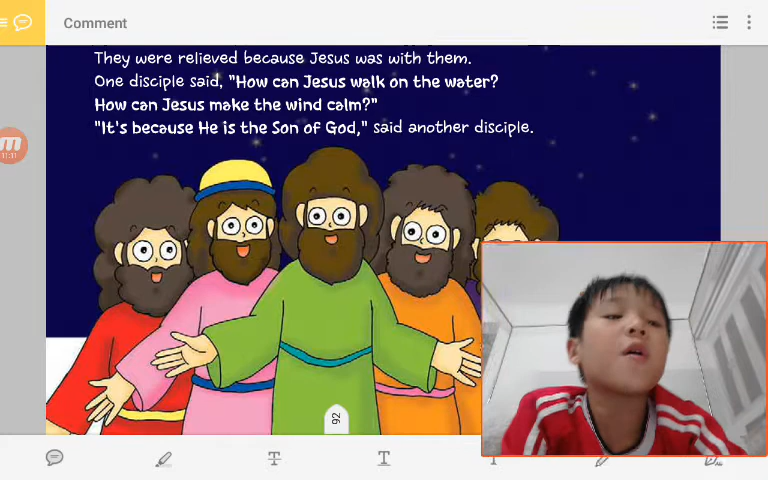 Comment
They were relieved because Jesus was with them.
One disciple said, "How can Jesus walk on the water?
How can Jesus make the wind calm?"
"It's because He is the Son of God," said another disciple.
11:11
92